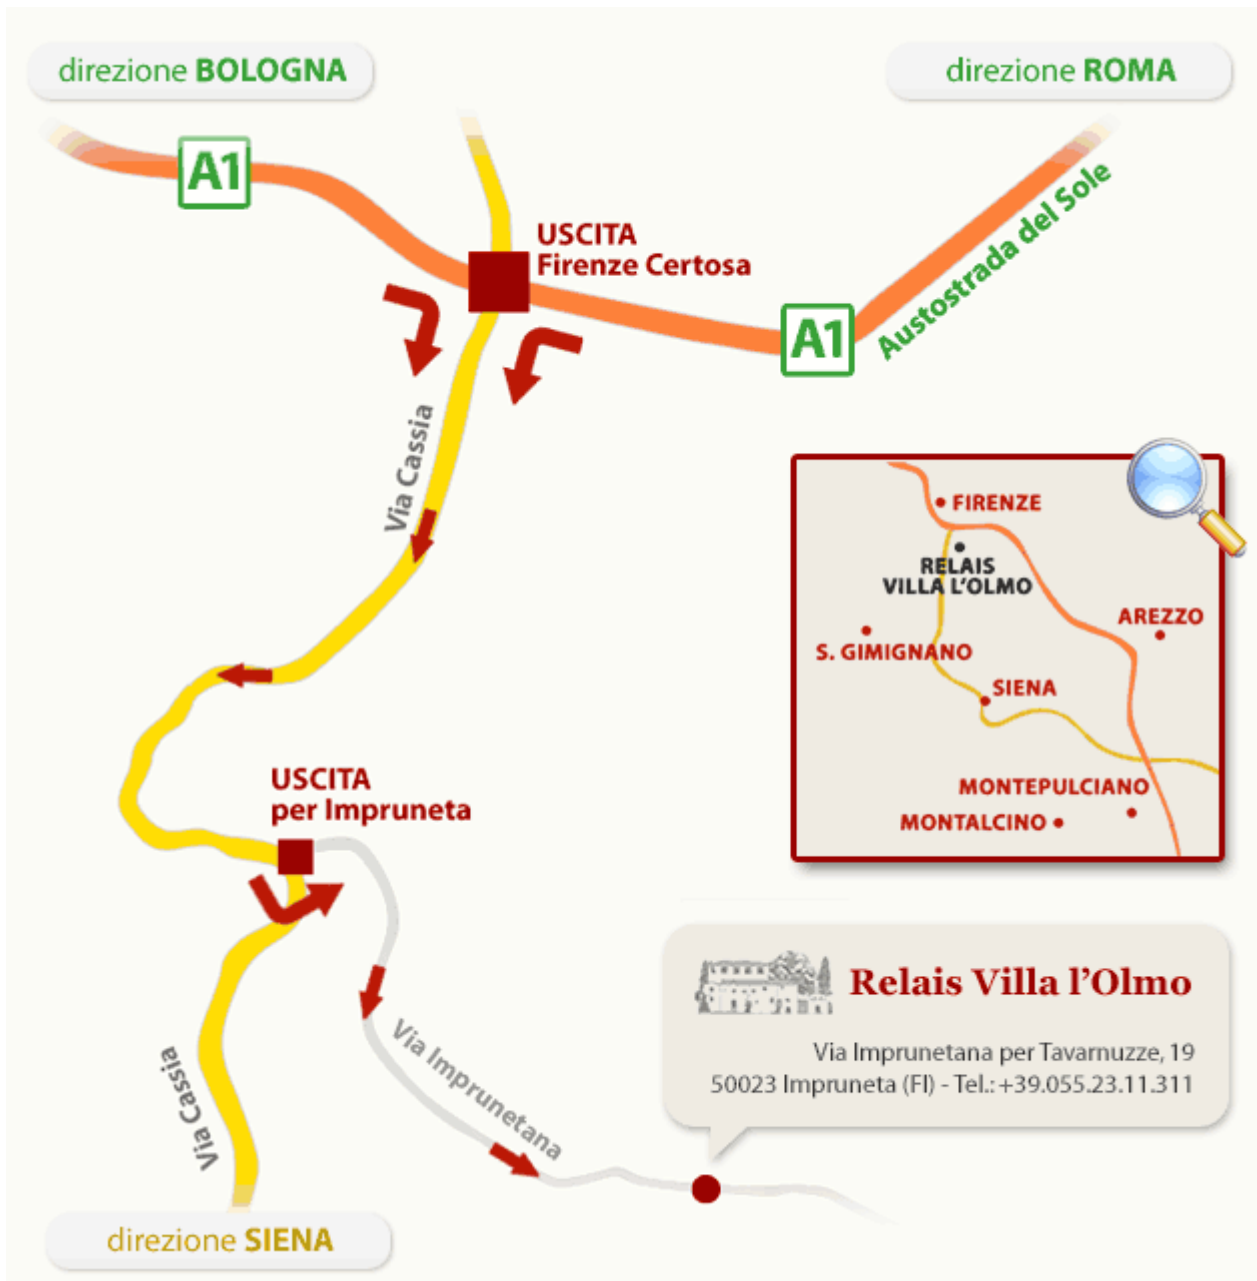 direzione BOLOGNA
direzione ROMA
A1
USCITA
Firenze Certosa
A1
Austostrada del Sole
Via Cassia
FIRENZE
RELAIS
VILLA L'OLMO
AREZZO
S. GIMIGNANO
SIENA
MONTEPULCIANO
MONTALCINO
USCITA
per Impruneta
Relais Villa l'Olmo
Via Imprunetana per Tavarnuzze, 19
50023 Impruneta (FI) - Tel.: +39.055.23.11.311
Via Imprunetana
Via Cassia
direzione SIENA